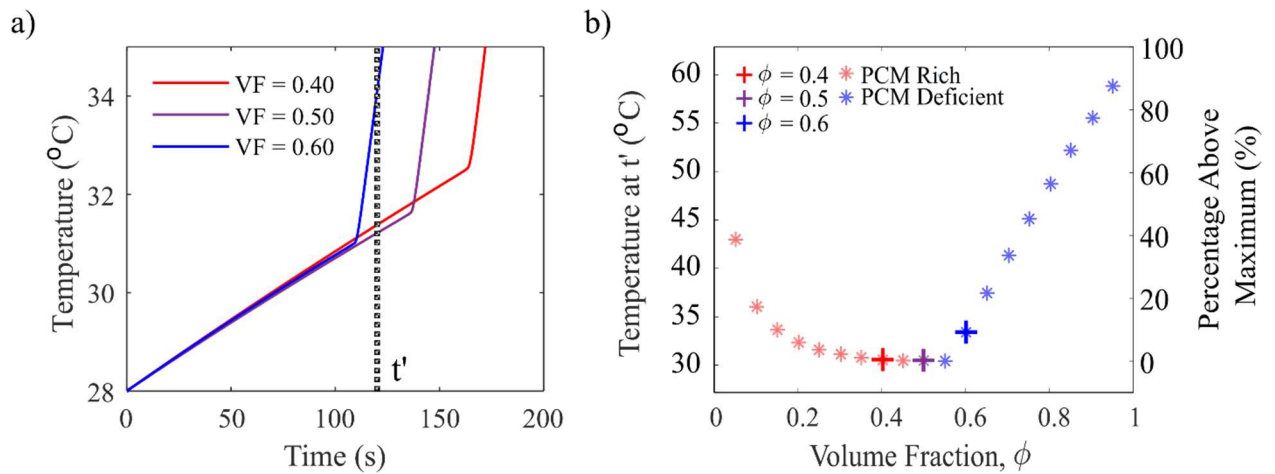 a)
Temperature (°C)
34
32
30
28
VF = 0.40
VF = 0.50
VF = 0.60
t'
0
50
100
150
200
Time (s)
b)
Temperature at t' (°C)
60
55
50
45
40
35
30
ϕ = 0.4
ϕ = 0.5
ϕ = 0.6
PCM Rich
PCM Deficient
100
80
60
40
20
0
Percentage Above
Maximum (%)
0
0.2
0.4
0.6
0.8
1
Volume Fraction, ϕ